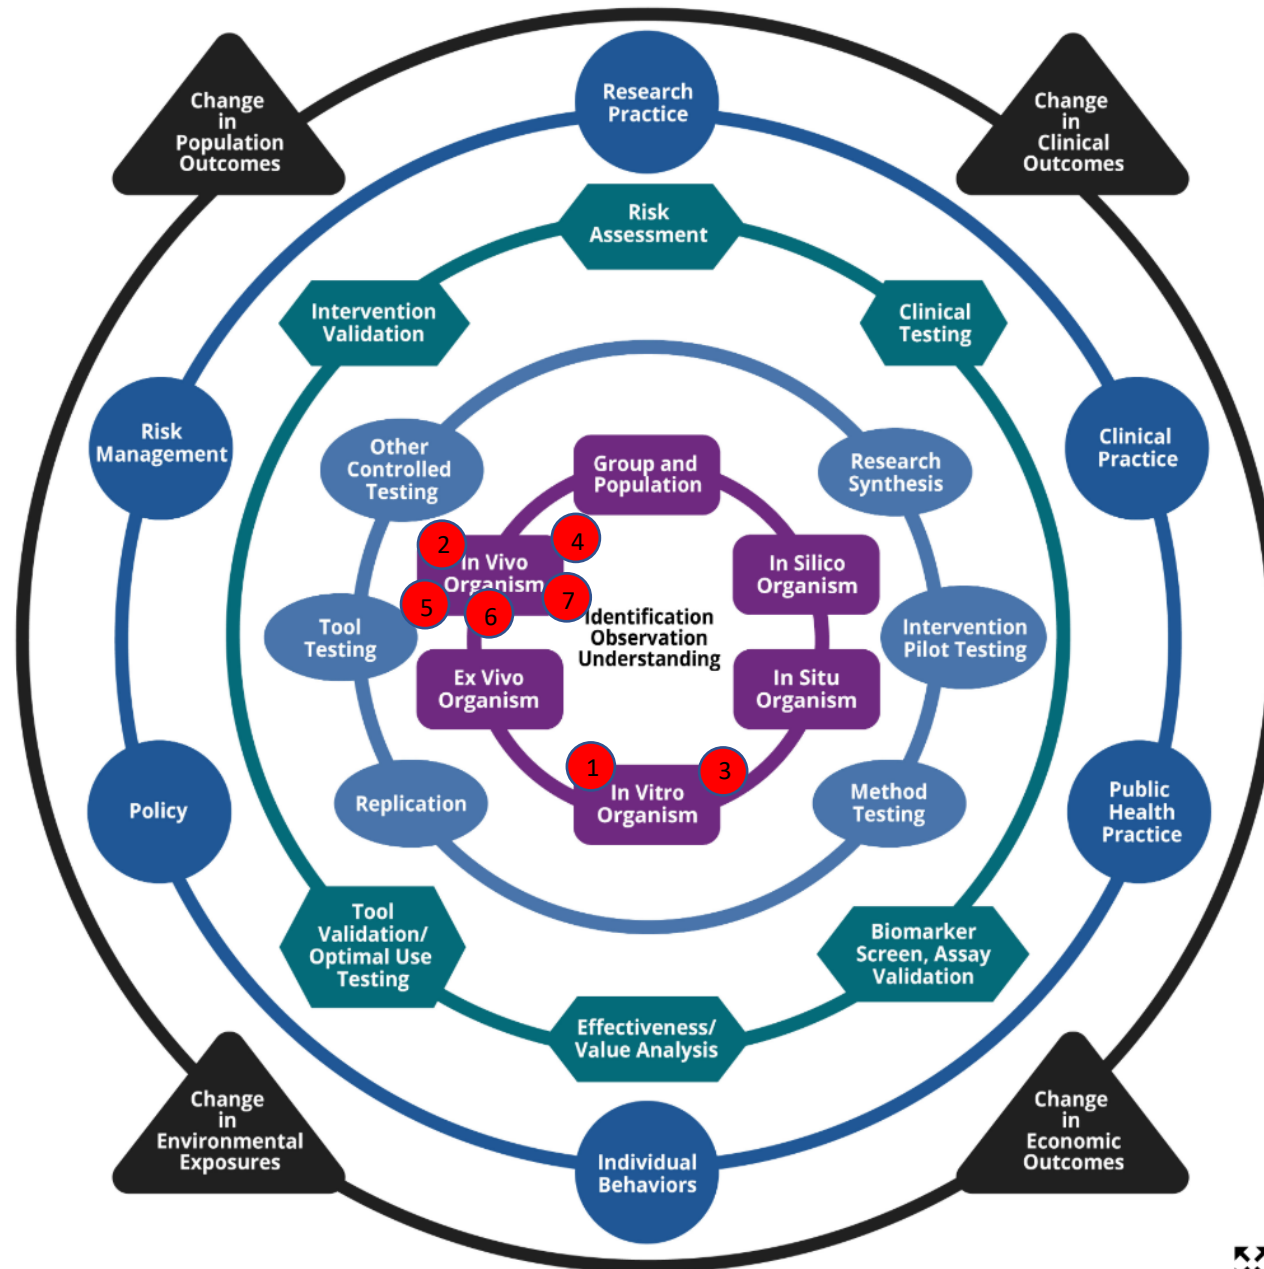 Change
in
Population
Outcomes
Research
Practice
Change
in
Clinical
Outcomes
Risk
Assessment
Intervention
Validation
Clinical
Testing
Risk
Management
Other
Controlled
Testing
Group and
Population
Research
Synthesis
Clinical
Practice
2
4
In Vivo
Organism
5
6
7
In Silico
Organism
Identification
Observation
Understanding
Tool
Testing
Intervention
Pilot Testing
Ex Vivo
Organism
In Situ
Organism
1
3
In Vitro
Organism
Policy
Replication
Method
Testing
Public
Health
Practice
Tool
Validation/
Optimal Use
Testing
Biomarker
Screen, Assay
Validation
Effectiveness/
Value Analysis
Change
in
Environmental
Exposures
Individual
Behaviors
Change
in
Economic
Outcomes